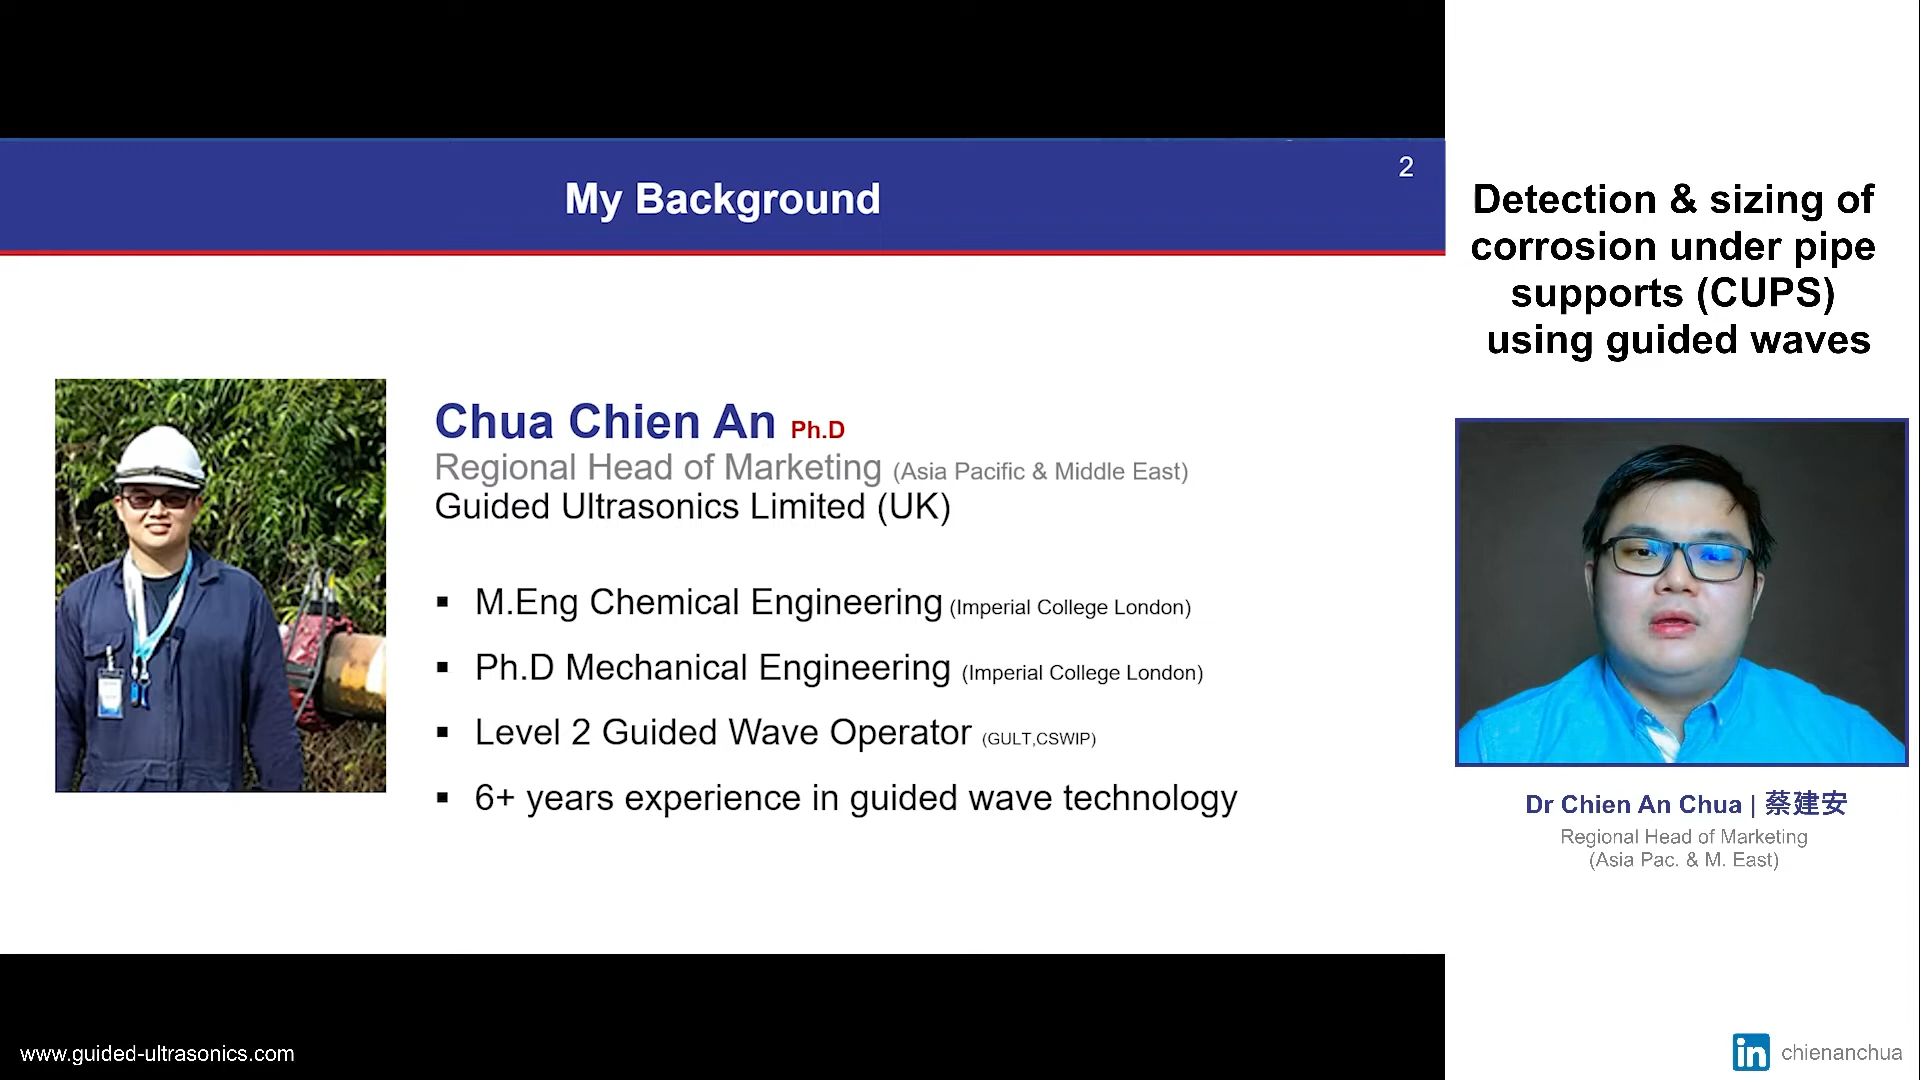 My Background
2
Chua Chien An Ph.D
Regional Head of Marketing (Asia Pacific & Middle East)
Guided Ultrasonics Limited (UK)
▪ M.Eng Chemical Engineering (Imperial College London)
▪ Ph.D Mechanical Engineering (Imperial College London)
▪ Level 2 Guided Wave Operator (GULT,CSWIP)
▪ 6+ years experience in guided wave technology
Detection & sizing of
corrosion under pipe
supports (CUPS)
using guided waves
Dr Chien An Chua | 蔡建安
Regional Head of Marketing
(Asia Pac. & M. East)
www.guided-ultrasonics.com
in chienanchua